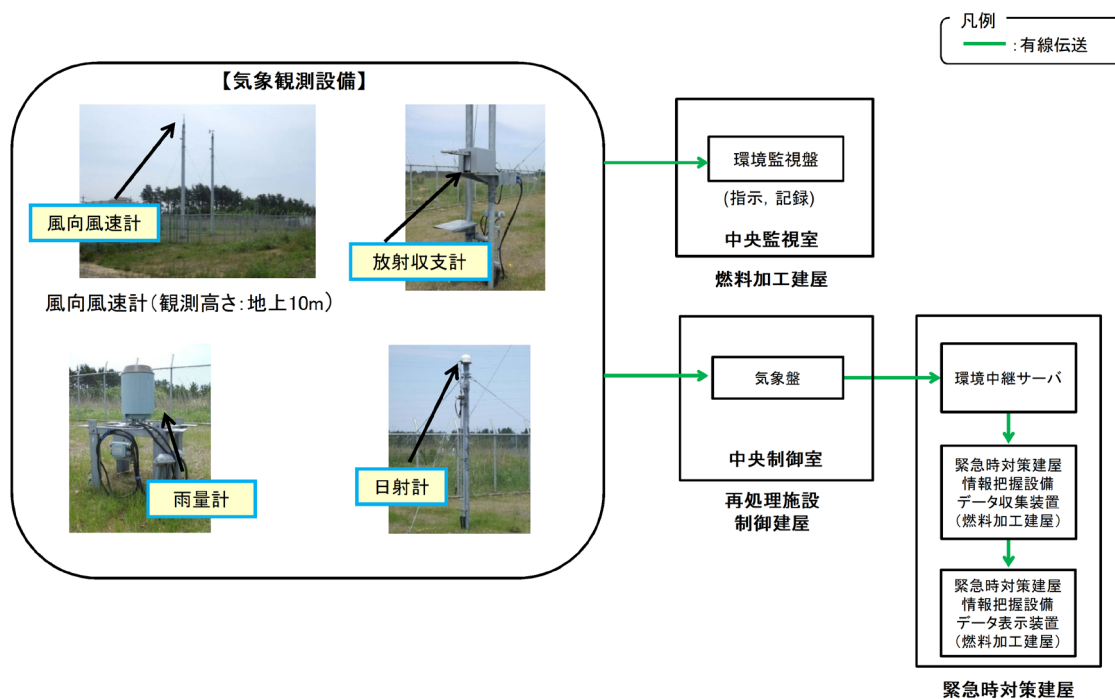 凡例
:有線伝送
【気象観測設備】
風向風速計
放射収支計
風向風速計(観測高さ:地上10m)
雨量計
日射計
環境監視盤
(指示, 記録)
中央監視室
燃料加工建屋
気象盤
中央制御室
再処理施設
制御建屋
環境中継サーバ
緊急時対策建屋
情報把握設備
データ収集装置
(燃料加工建屋)
緊急時対策建屋
情報把握設備
データ表示装置
(燃料加工建屋)
緊急時対策建屋